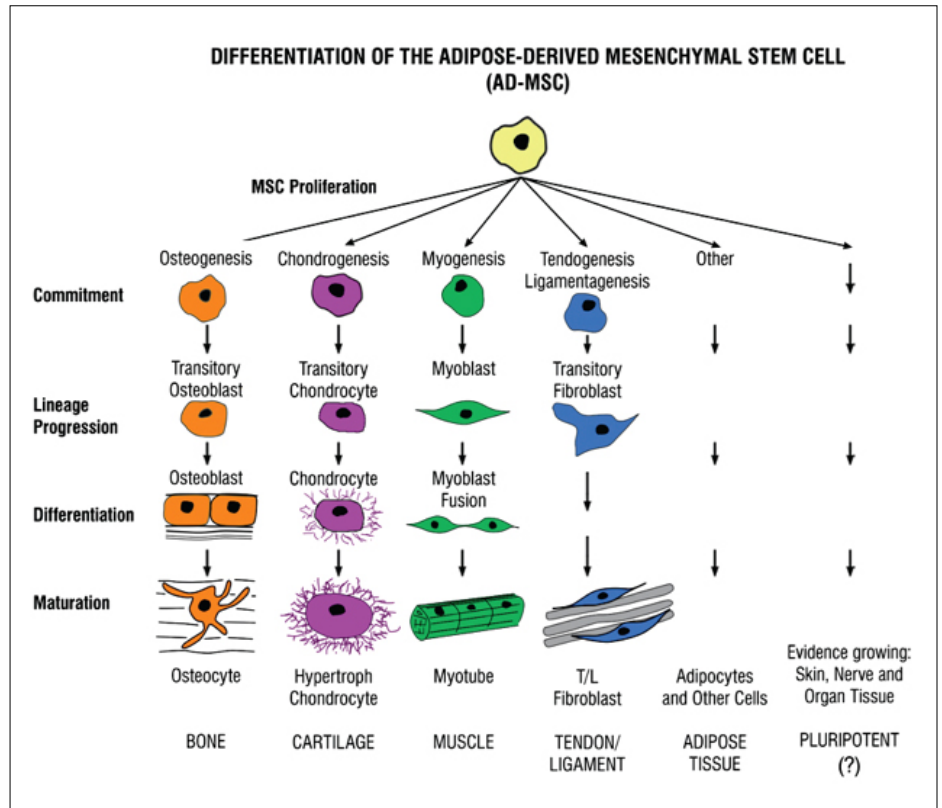 DIFFERENTIATION OF THE ADIPOSE-DERIVED MESENCHYMAL STEM CELL
(AD-MSC)
MSC Proliferation
Osteogenesis
Chondrogenesis
Myogenesis
Tendogenesis
Ligamentagenesis
Other
Commitment
Transitory
Osteoblast
Transitory
Chondrocyte
Myoblast
Transitory
Fibroblast
Lineage
Progression
Osteoblast
Chondrocyte
Myoblast
Fusion
Differentiation
Maturation
Osteocyte
Hypertroph
Chondrocyte
Myotube
T/L
Fibroblast
Adipocytes
and Other Cells
Evidence growing:
Skin, Nerve and
Organ Tissue
BONE
CARTILAGE
MUSCLE
TENDON/
LIGAMENT
ADIPOSE
TISSUE
PLURIPOTENT
(?)